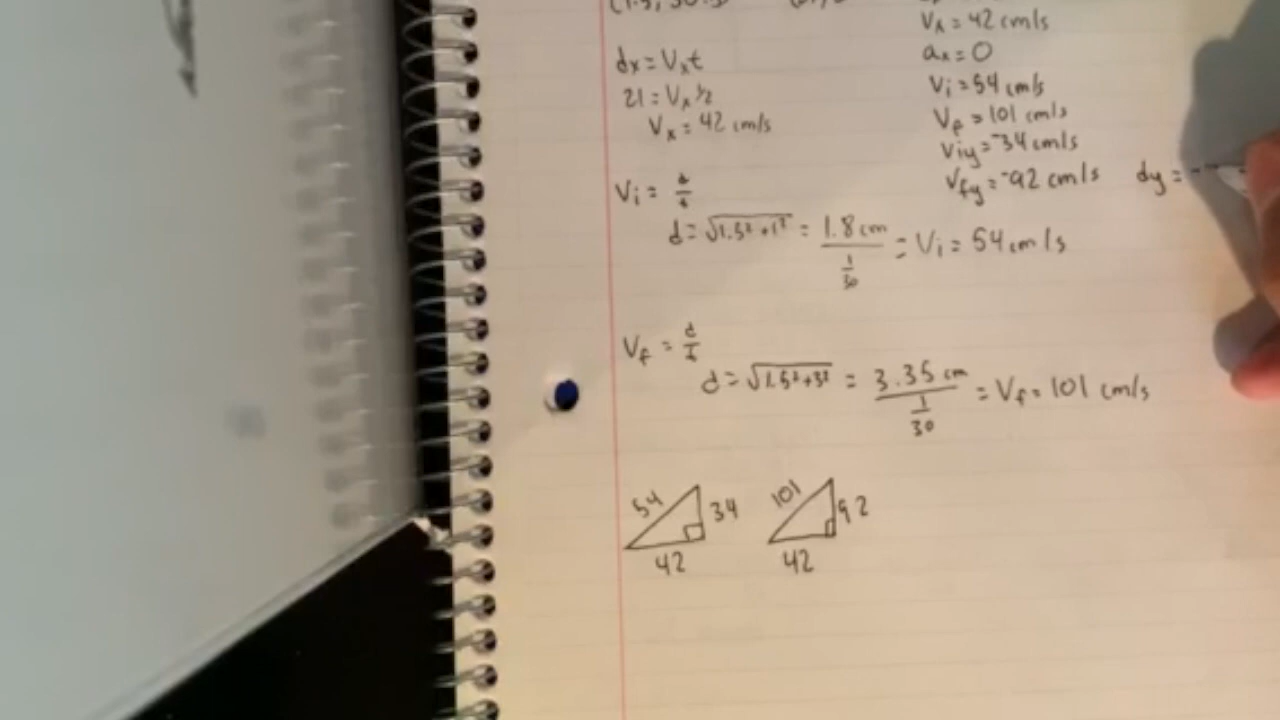 Vx = 42 cm/s
dx = Vxt
ax = 0
21 = Vx ½
Vi = 54 cm/s
Vx = 42 cm/s
Vf = 101 cm/s
Viy = -34 cm/s
Vi = d/t
Vfy = -92 cm/s dy =
d = √1.5²+1² = 1.8 cm / 1/30 = Vi = 54 cm/s
Vf = d/t
d = √1.5²+3² = 3.35 cm / 1/30 = Vf = 101 cm/s
54 34 101 92
42 42